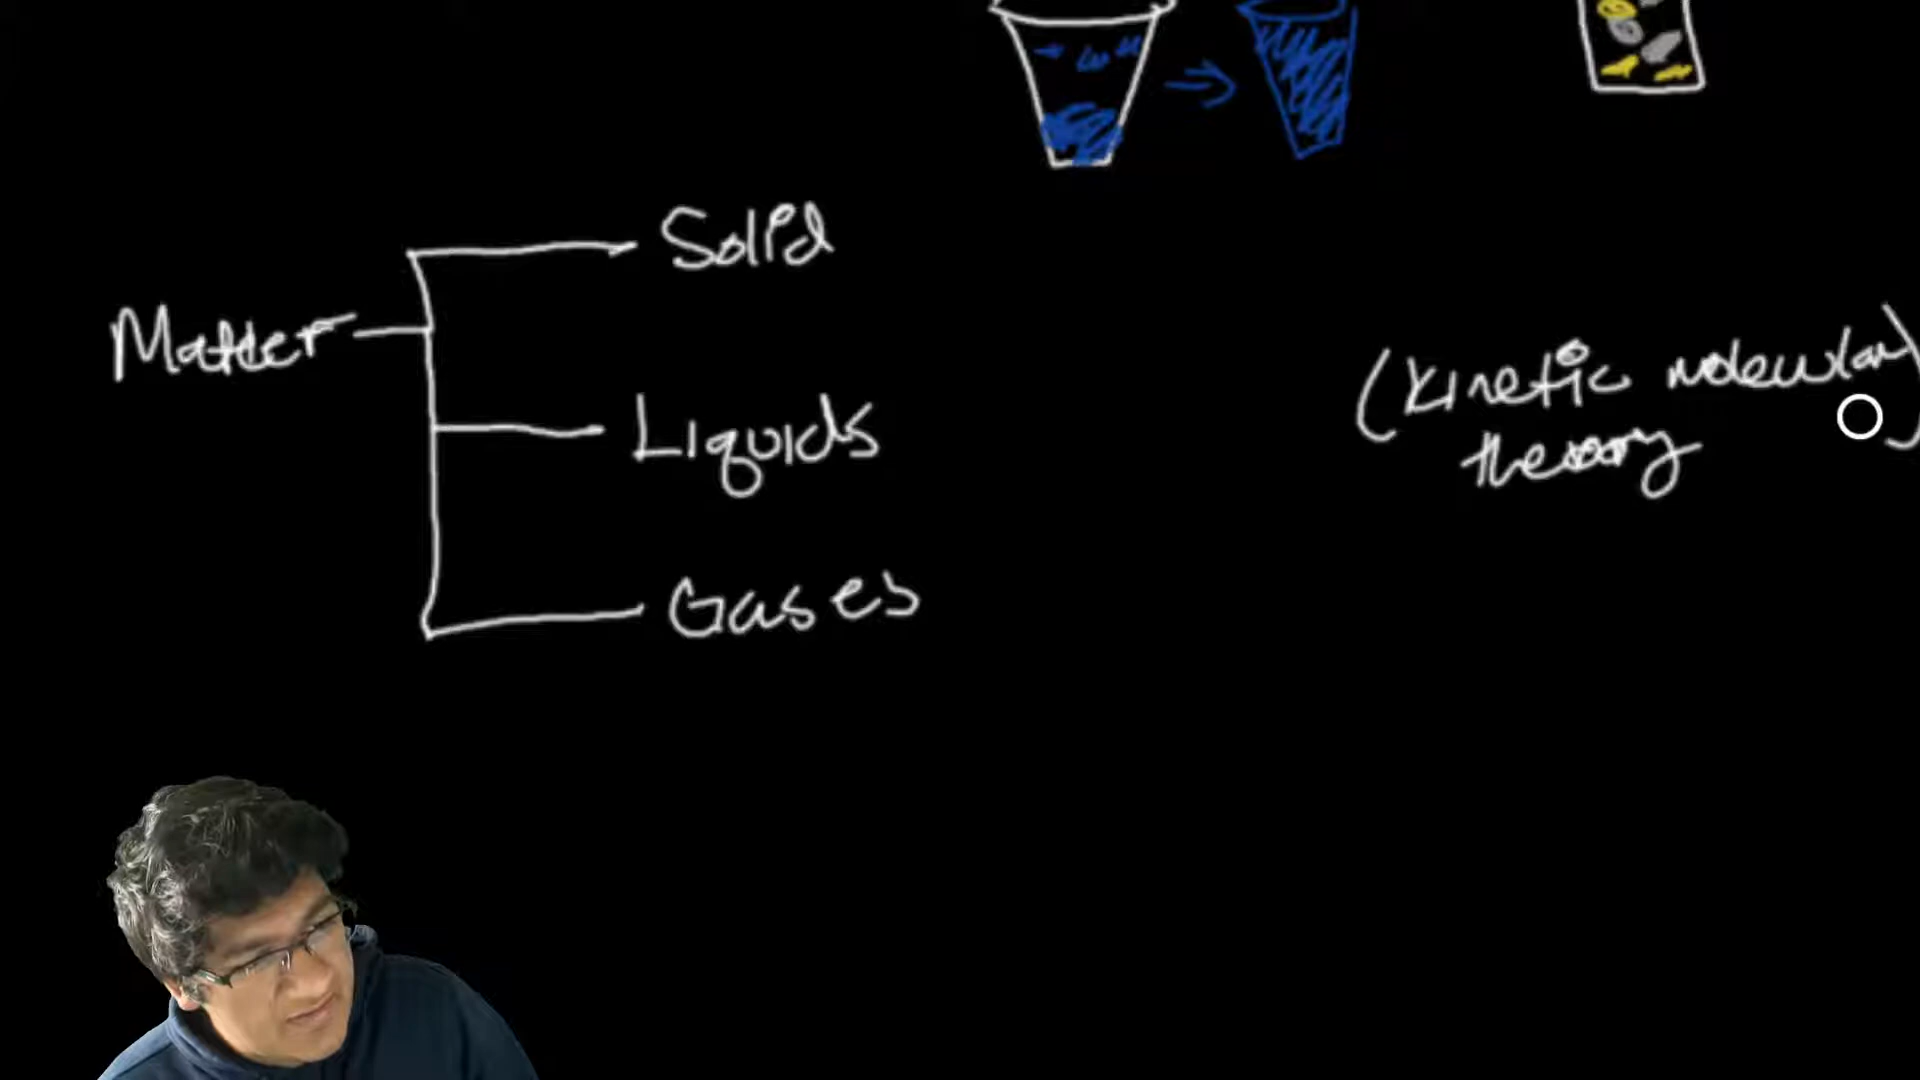 Solid
Matter
Liquids
Gases
(kinetic molecular)
theory